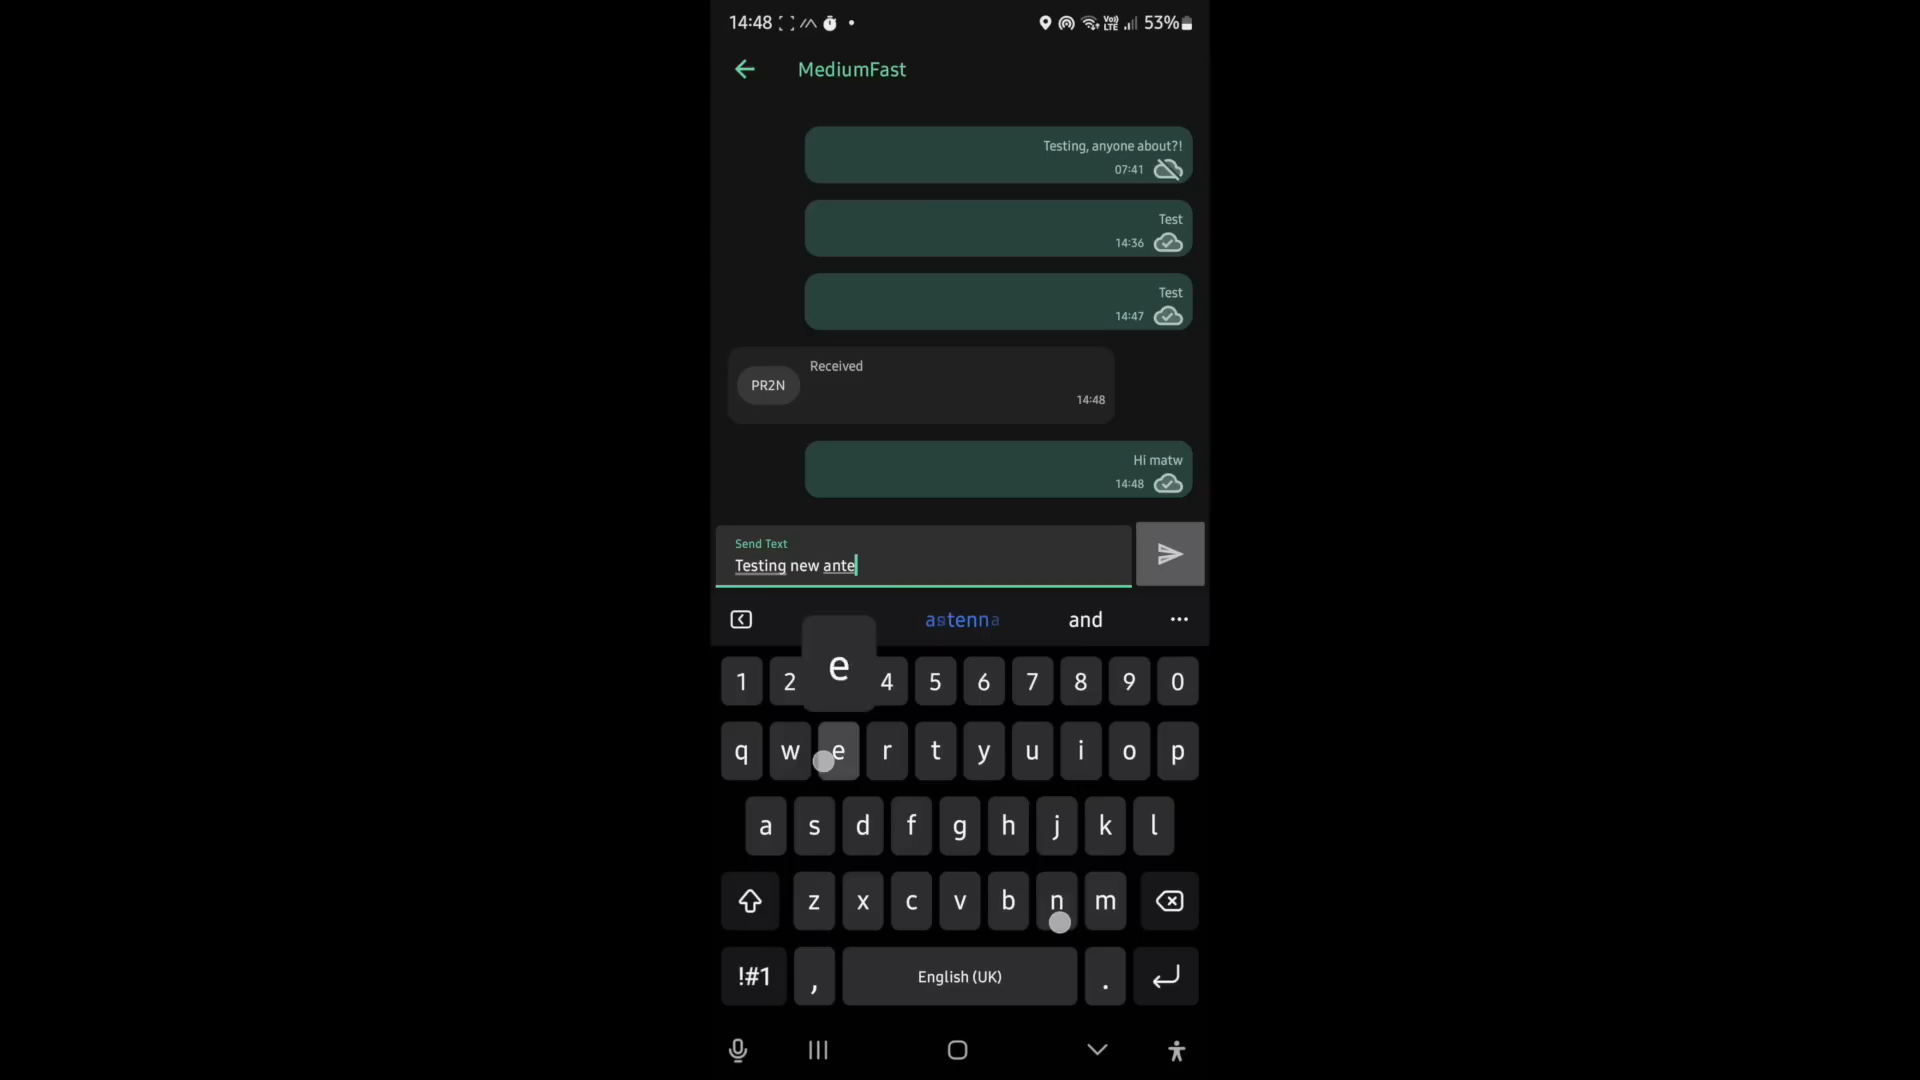 14:48 Vo) LTE 53%
MediumFast
Testing, anyone about?!
07:41
Test
14:36
Test
14:47
Received
PR2N
14:48
Hi matw
14:48
Send Text
Testing new ante
and
e
1 2 4 5 6 7 8 9 0
q w e r t y u i o p
a s d f g h j k l
z x c v b n m
!#1 , English (UK) .